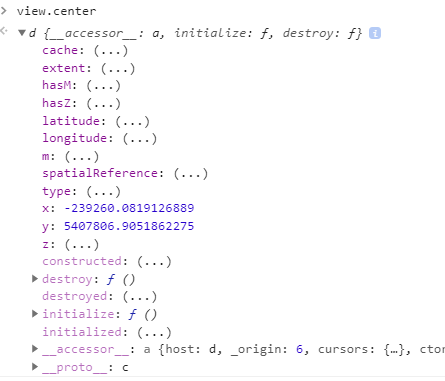 > view.center
d {__accessor__: a, initialize: ƒ, destroy: ƒ} i
cache: (...)
extent: (...)
hasM: (...)
hasZ: (...)
latitude: (...)
longitude: (...)
m: (...)
spatialReference: (...)
type: (...)
x: -239260.0819126889
y: 5407806.9051862275
z: (...)
constructed: (...)
destroy: ƒ ()
destroyed: (...)
initialize: ƒ ()
initialized: (...)
__accessor__: a {host: d, _origin: 6, cursors: {…}, ctor
__proto__: c